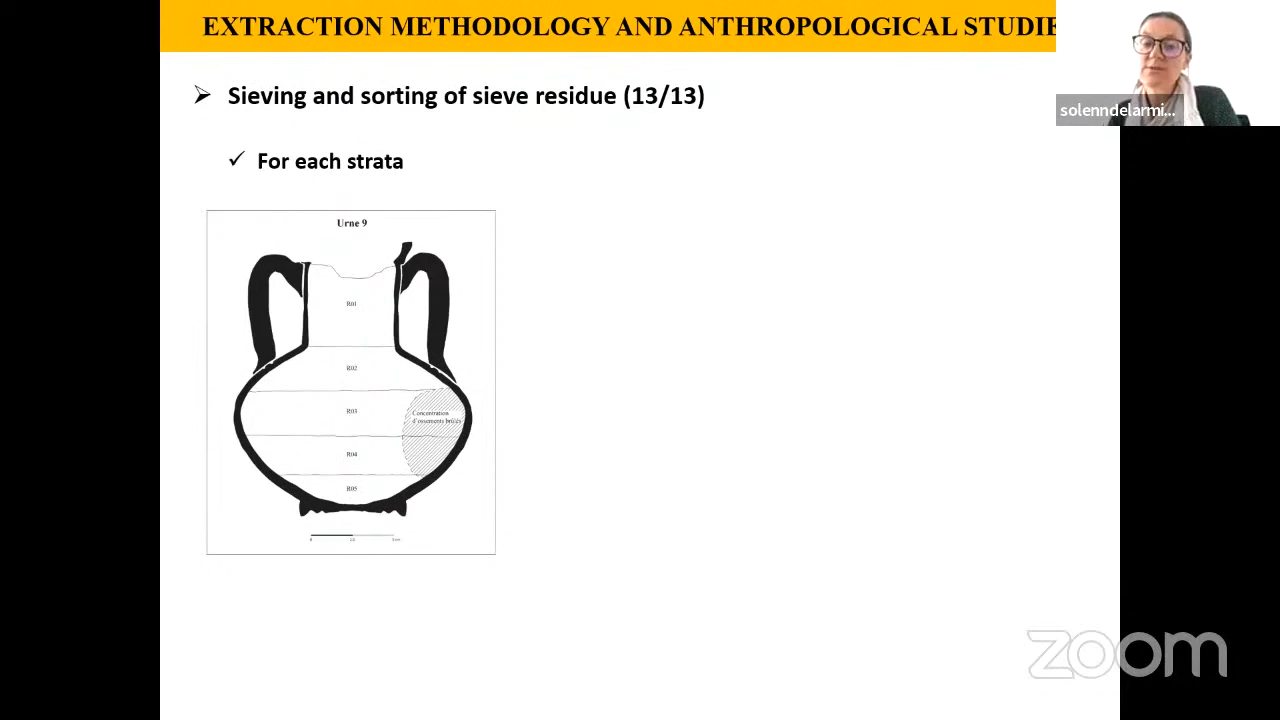 EXTRACTION METHODOLOGY AND ANTHROPOLOGICAL STUDIE
solenndelarmi...
Sieving and sorting of sieve residue (13/13)
For each strata
Urne 9
R01
R02
R03
Concentration
d'ossements brûlés
R04
R05
0
zoom